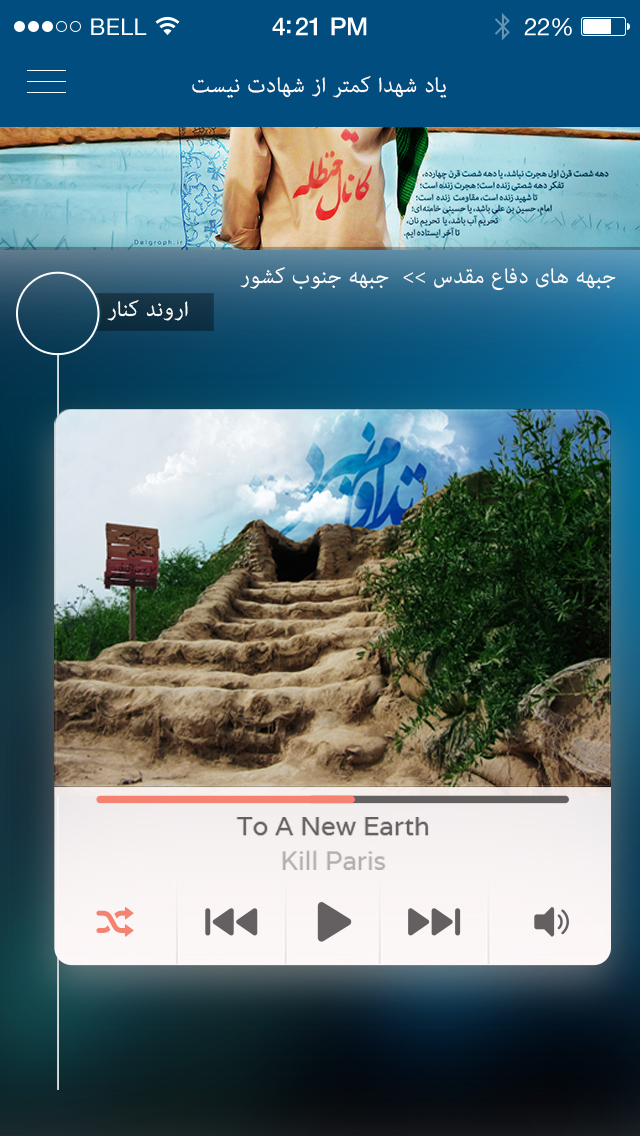 BELL 4:21 PM 22%
یاد شهدا کمتر از شهادت نیست
کانال حنظله
دهه شصت قرن اول هجرت نباشد، یا دهه شصت قرن چهارده،
تفکر دهه شصتی زنده است؛ هجرت زنده است؛
تا شهید زنده است، مقاومت زنده است؛
امام، حسین بن علی باشد، یا حسینی خامنه‌ای؛
تحریم آب باشد، یا تحریم نان،
تا آخر ایستاده ایم.
Delgraph.ir
جبهه های دفاع مقدس >> جبهه جنوب کشور
اروند کنار
تداوم نبرد
To A New Earth
Kill Paris